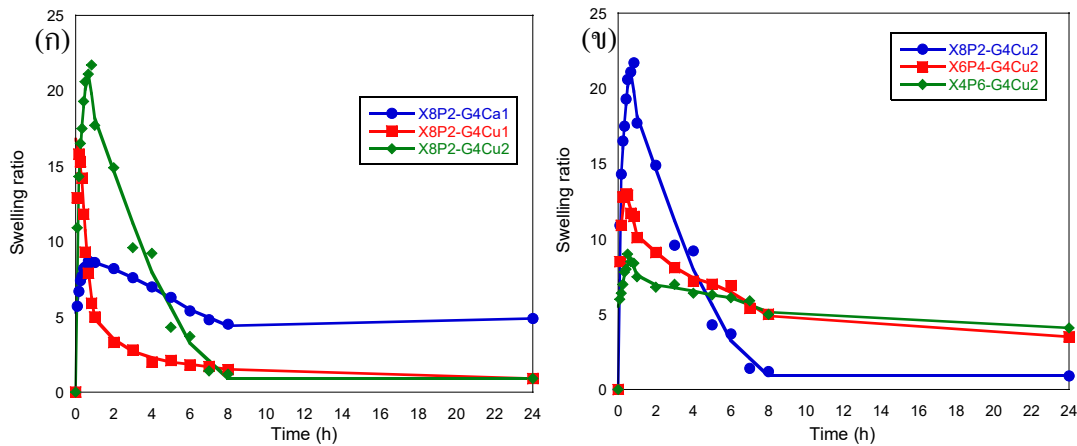 (ก)
25
20
15
10
5
0
Swelling ratio
X8P2-G4Ca1
X8P2-G4Cu1
X8P2-G4Cu2
0 2 4 6 8 10 12 14 16 18 20 22 24
Time (h)
(ข)
25
20
15
10
5
0
Swelling ratio
X8P2-G4Cu2
X6P4-G4Cu2
X4P6-G4Cu2
0 2 4 6 8 10 12 14 16 18 20 22 24
Time (h)